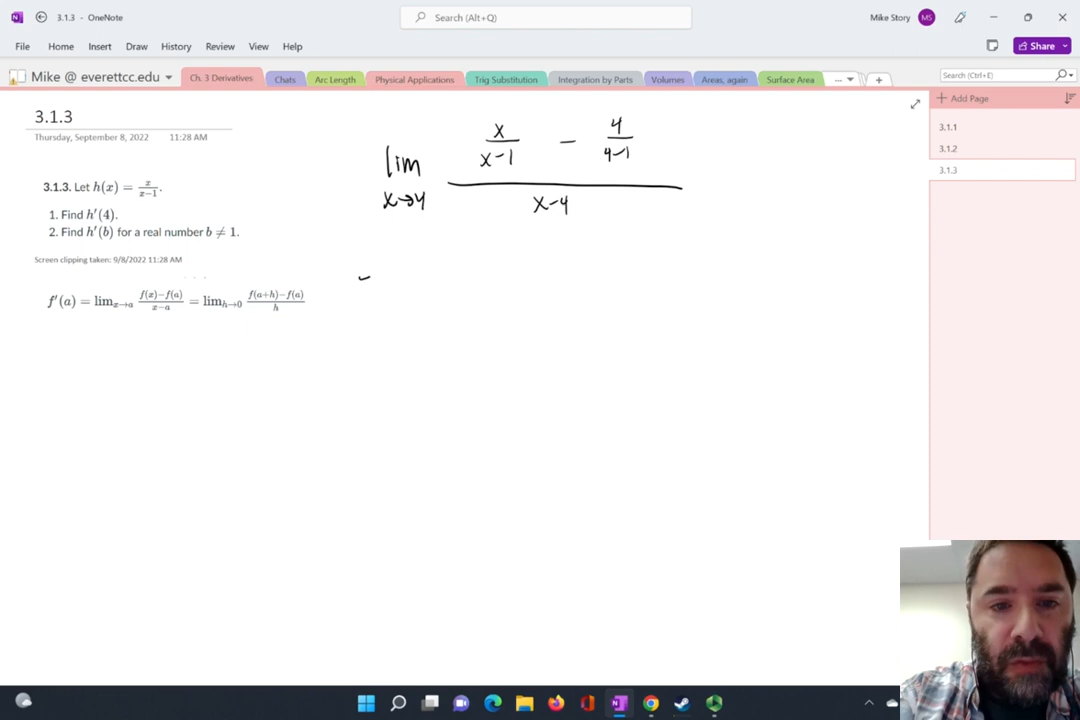 3.1.3 - OneNote
Search (Alt+Q)
Mike Story MS
File Home Insert Draw History Review View Help
Share
Mike @ everettcc.edu
Ch. 3 Derivatives Chats Arc Length Physical Applications Trig Substitution Integration by Parts Volumes Areas, again Surface Area ... +
Search (Ctrl+E)
+ Add Page
3.1.1
3.1.2
3.1.3
3.1.3
Thursday, September 8, 2022 11:28 AM
3.1.3. Let h(x) = x/(x−1).
1. Find h′(4).
2. Find h′(b) for a real number b ≠ 1.
Screen clipping taken: 9/8/2022 11:28 AM
f′(a) = lim x→a (f(x)−f(a))/(x−a) = lim h→0 (f(a+h)−f(a))/h
lim x→4 (x/(x−1) − 4/(4−1))/(x−4)